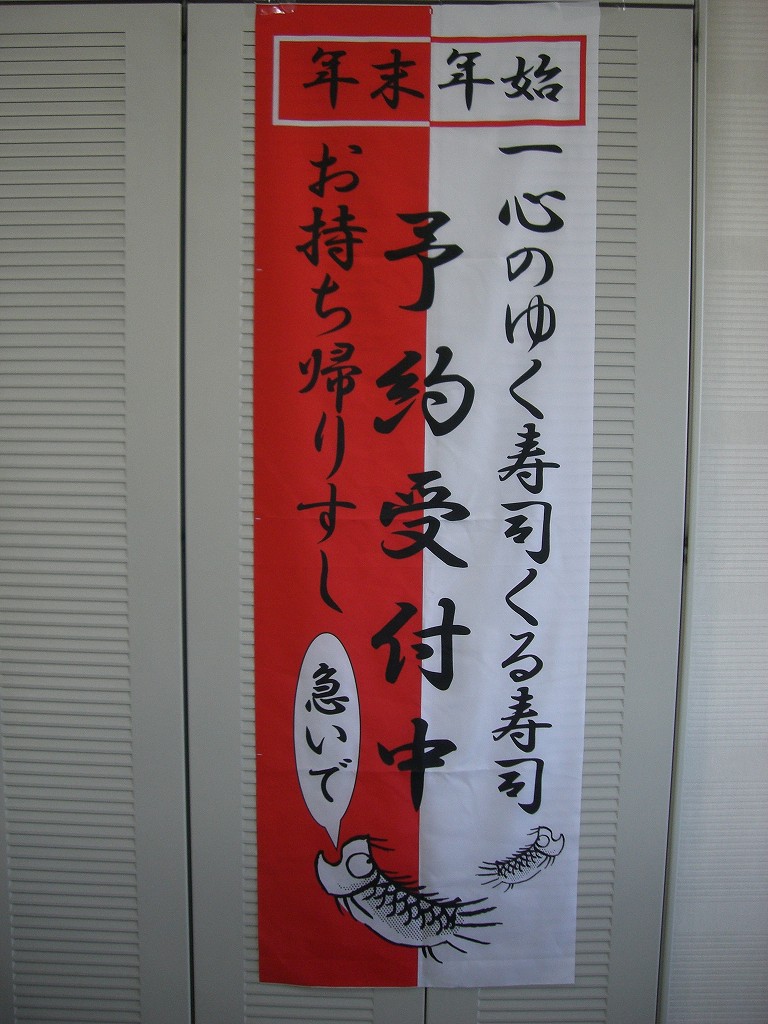 年末年始
一心のゆく寿司くる寿司
予約受付中
お持ち帰りすし
急いで